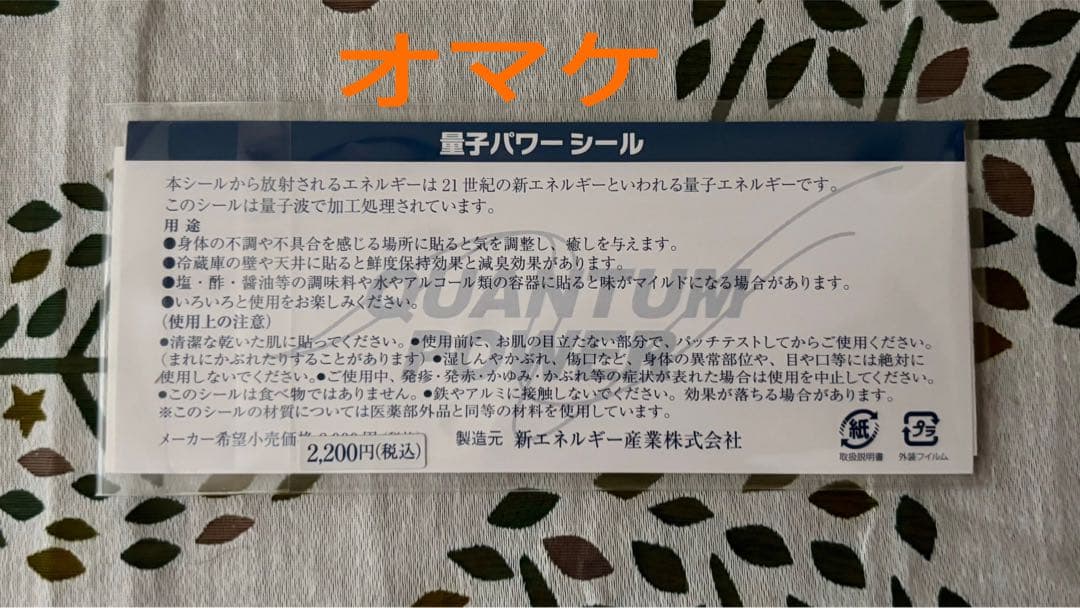 オマケ
量子パワー シール
本シールから放射されるエネルギーは21世紀の新エネルギーといわれる量子エネルギーです。
このシールは量子波で加工処理されています。
用 途
●身体の不調や不具合を感じる場所に貼ると気を調整し、癒しを与えます。
●冷蔵庫の壁や天井に貼ると鮮度保持効果と減臭効果があります。
●塩・酢・醤油等の調味料や水やアルコール類の容器に貼ると味がマイルドになる場合があります。
●いろいろと使用をお楽しみください。
QUANTUM
POWER
(使用上の注意)
●清潔な乾いた肌に貼ってください。●使用前に、お肌の目立たない部分で、パッチテストしてからご使用ください。
(まれにかぶれたりすることがあります)●湿しんやかぶれ、傷口など、身体の異常部位や、目や口等には絶対に
使用しないでください。●ご使用中、発疹・発赤・かゆみ・かぶれ等の症状が表れた場合は使用を中止してください。
●このシールは食べ物ではありません。●鉄やアルミに接触しないでください。効果が落ちる場合があります。
※このシールの材質については医薬部外品と同等の材料を使用しています。
メーカー希望小売価格
2,200円(税込)
製造元 新エネルギー産業株式会社
紙
取扱説明書
プラ
外装フイルム